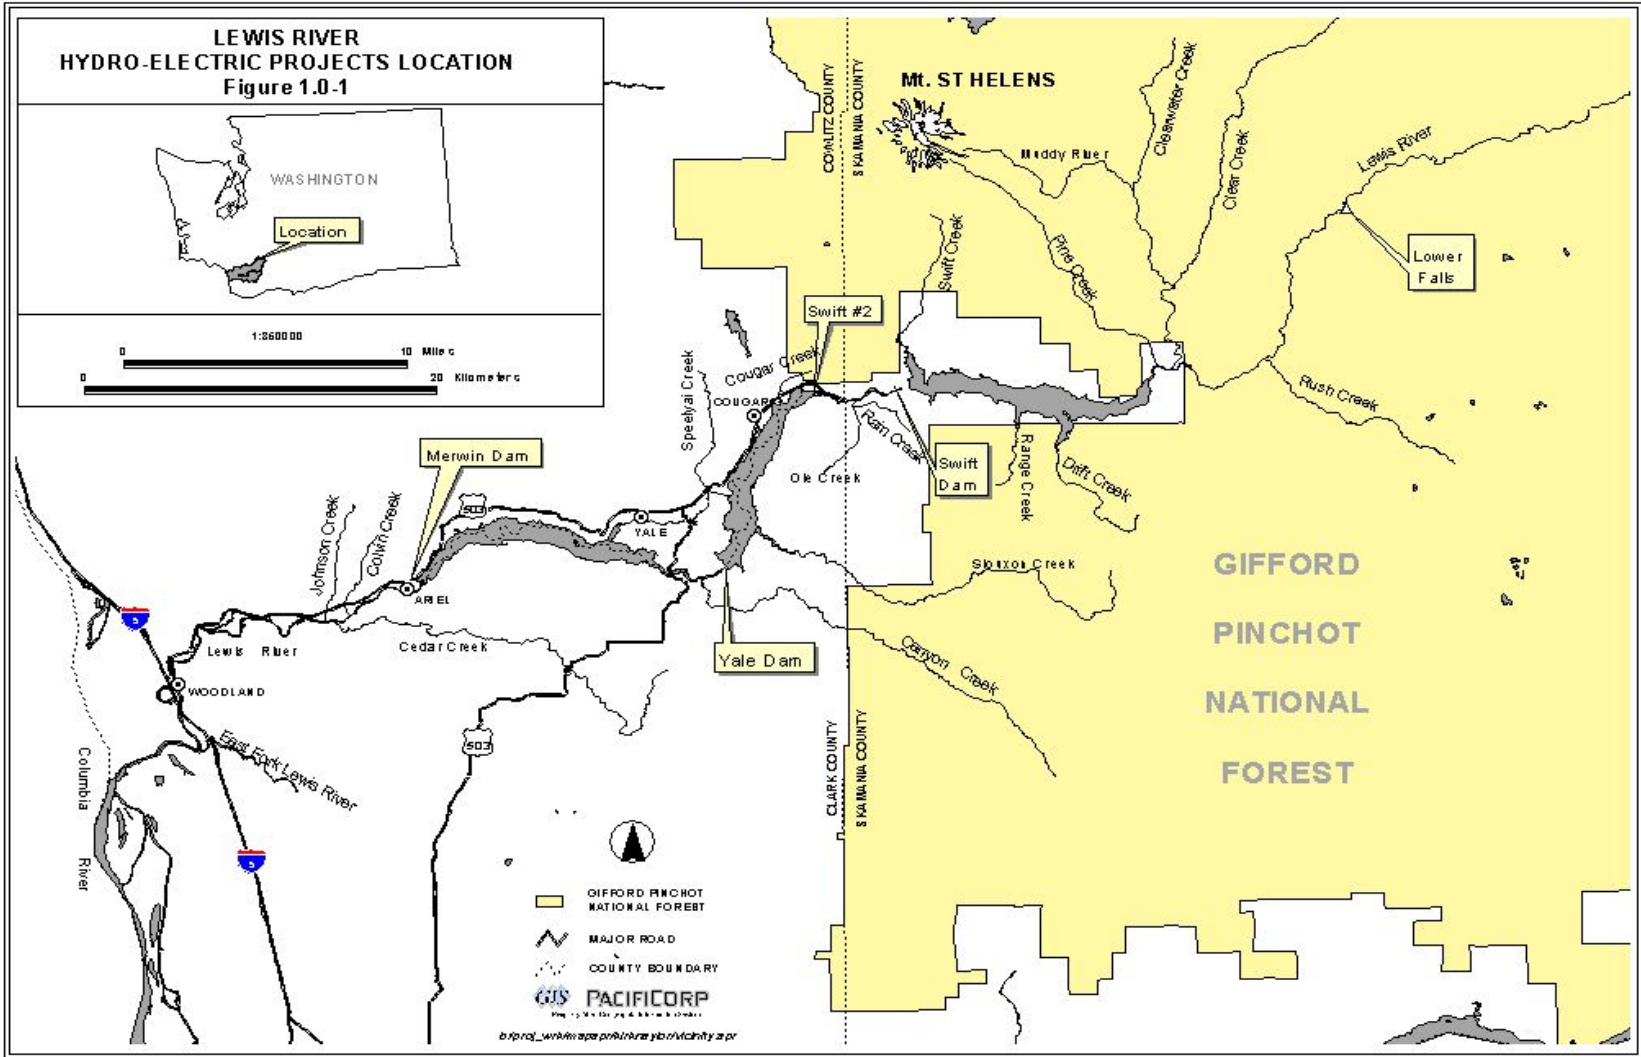 LEWIS RIVER
HYDRO-ELECTRIC PROJECTS LOCATION
Figure 1.0-1
WASHINGTON
Location
1:360000
0 10 Miles
0 20 Kilometers
Mt. ST HELENS
COWLITZ COUNTY
SKAMANIA COUNTY
Clearwater Creek
Muddy River
Clear Creek
Lewis River
Pine Creek
Swift Creek
Lower
Falls
Swift #2
Cougar Creek
Speelyai Creek
COUGAR
Rush Creek
Rain Creek
Swift
Dam
Range Creek
Drift Creek
Ole Creek
Merwin Dam
503
YALE
Johnson Creek
Colvin Creek
ARIEL
Siouxon Creek
GIFFORD
PINCHOT
NATIONAL
FOREST
5
Lewis River
Cedar Creek
Yale Dam
Canyon Creek
WOODLAND
503
East Fork Lewis River
Columbia River
CLARK COUNTY
SKAMANIA COUNTY
5
GIFFORD PINCHOT
NATIONAL FOREST
MAJOR ROAD
COUNTY BOUNDARY
GIS PACIFICORP